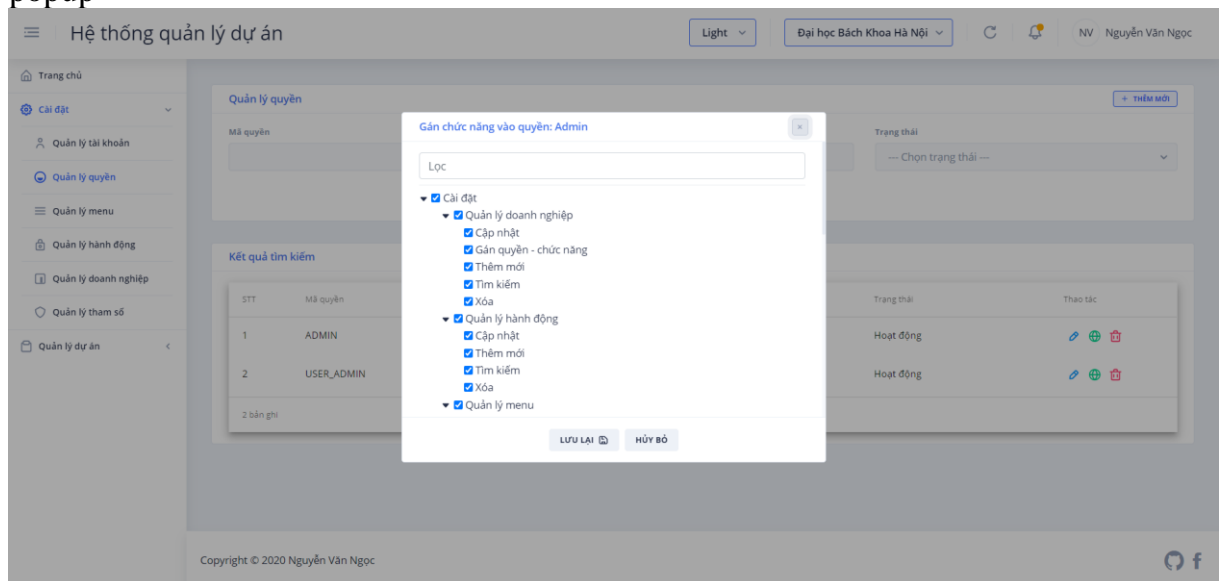 popup
Hệ thống quản lý dự án
Light
Đại học Bách Khoa Hà Nội
NV Nguyễn Văn Ngọc
Trang chủ
Cài đặt
Quản lý tài khoản
Quản lý quyền
Quản lý menu
Quản lý hành động
Quản lý doanh nghiệp
Quản lý tham số
Quản lý dự án
Quản lý quyền
+ THÊM MỚI
Mã quyền
Trạng thái
--- Chọn trạng thái ---
Gán chức năng vào quyền: Admin
×
Lọc
Cài đặt
Quản lý doanh nghiệp
Cập nhật
Gán quyền - chức năng
Thêm mới
Tìm kiếm
Xóa
Quản lý hành động
Cập nhật
Thêm mới
Tìm kiếm
Xóa
Quản lý menu
LƯU LẠI
HỦY BỎ
Kết quả tìm kiếm
STT Mã quyền Trạng thái Thao tác
1 ADMIN Hoạt động
2 USER_ADMIN Hoạt động
2 bản ghi
Copyright © 2020 Nguyễn Văn Ngọc